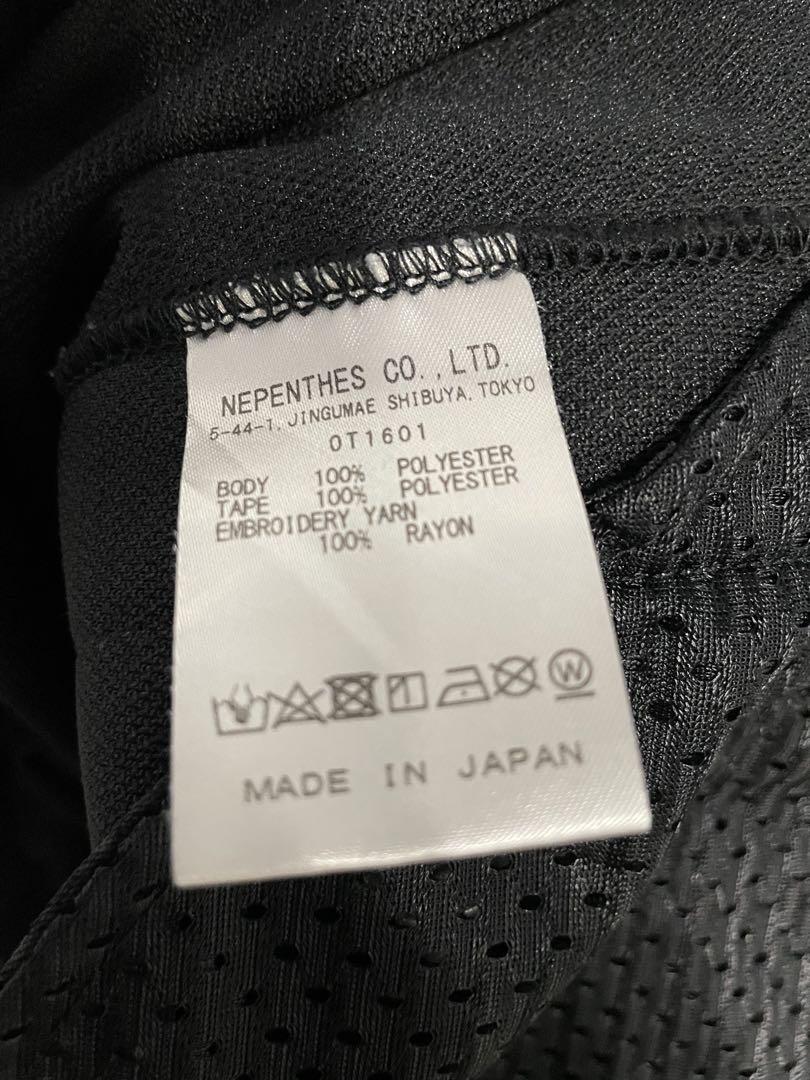 NEPENTHES CO.,LTD.
5-44-1, JINGUMAE SHIBUYA, TOKYO
OT1601
BODY 100% POLYESTER
TAPE 100% POLYESTER
EMBROIDERY YARN
100% RAYON
W
MADE IN JAPAN